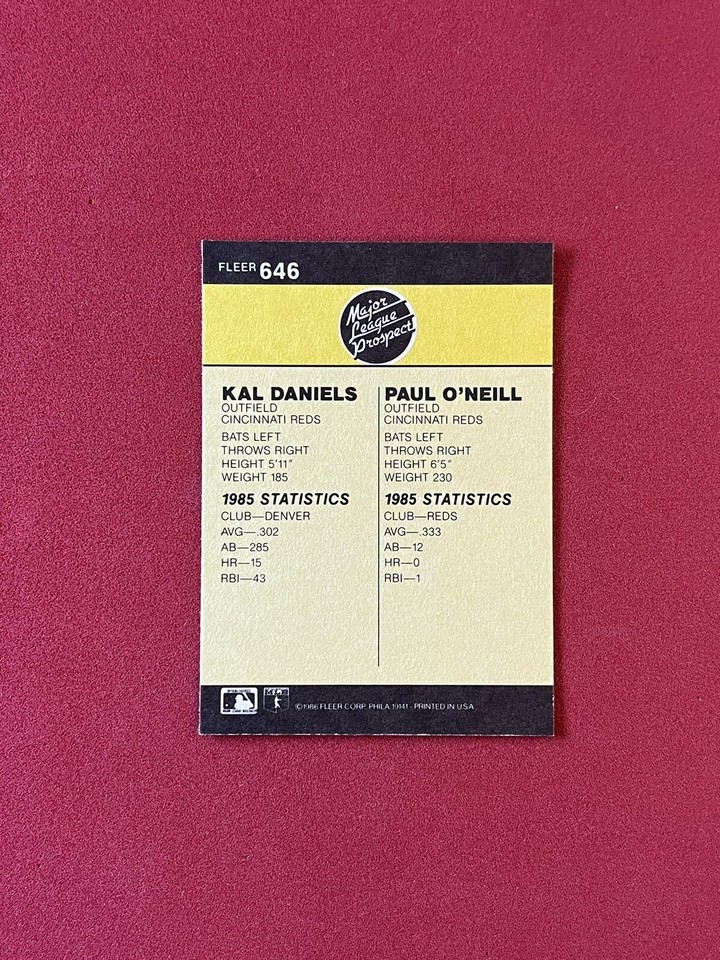 FLEER 646
Major
League
Prospect
KAL DANIELS
OUTFIELD
CINCINNATI REDS
BATS LEFT
THROWS RIGHT
HEIGHT 5'11"
WEIGHT 185
1985 STATISTICS
CLUB—DENVER
AVG—.302
AB—285
HR—15
RBI—43
PAUL O'NEILL
OUTFIELD
CINCINNATI REDS
BATS LEFT
THROWS RIGHT
HEIGHT 6'5"
WEIGHT 230
1985 STATISTICS
CLUB—REDS
AVG—.333
AB—12
HR—0
RBI—1
©1986 FLEER CORP. PHILA. 19141 - PRINTED IN USA